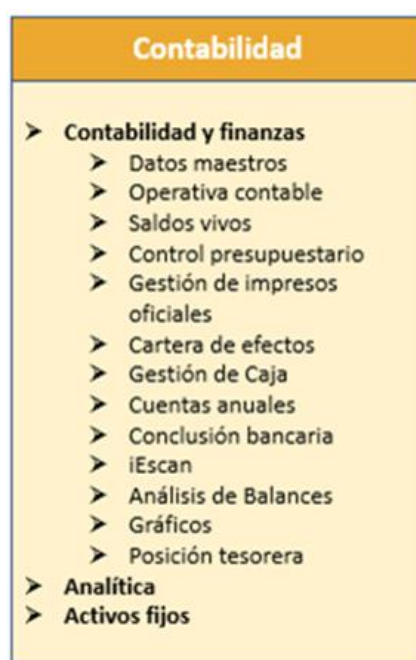 Contabilidad
➤ Contabilidad y finanzas
➤ Datos maestros
➤ Operativa contable
➤ Saldos vivos
➤ Control presupuestario
➤ Gestión de impresos
oficiales
➤ Cartera de efectos
➤ Gestión de Caja
➤ Cuentas anuales
➤ Conclusión bancaria
➤ iEscan
➤ Análisis de Balances
➤ Gráficos
➤ Posición tesorera
➤ Analítica
➤ Activos fijos